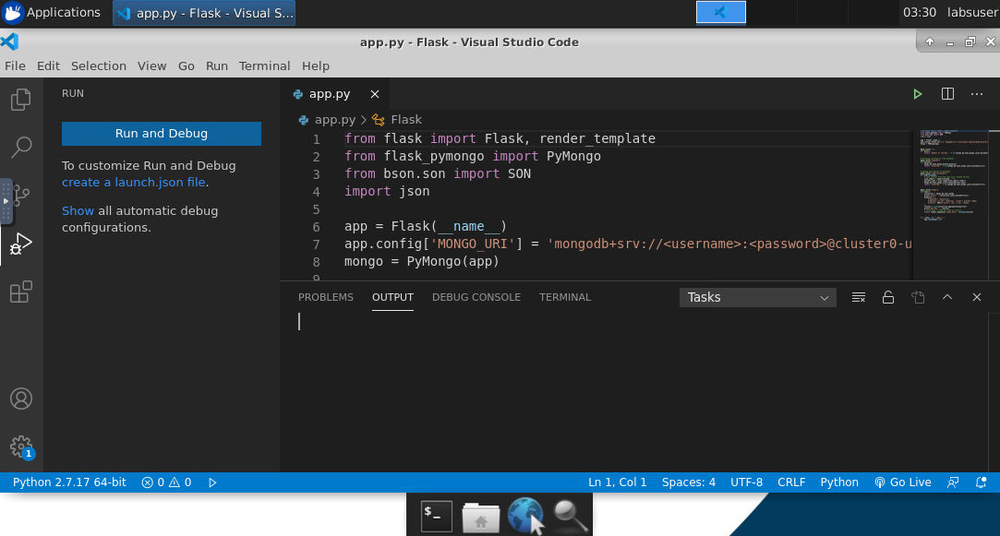 Applications
app.py - Flask - Visual S...
03:30
labsuser
app.py - Flask - Visual Studio Code
File Edit Selection View Go Run Terminal Help
RUN
Run and Debug
To customize Run and Debug
create a launch.json file.
Show all automatic debug
configurations.
1
app.py
app.py > Flask
1 from flask import Flask, render_template
2 from flask_pymongo import PyMongo
3 from bson.son import SON
4 import json
5
6 app = Flask(__name__)
7 app.config['MONGO_URI'] = 'mongodb+srv://<username>:<password>@cluster0-u
8 mongo = PyMongo(app)
9
PROBLEMS OUTPUT DEBUG CONSOLE TERMINAL
Tasks
Python 2.7.17 64-bit 0 0
Ln 1, Col 1 Spaces: 4 UTF-8 CRLF Python Go Live
$_